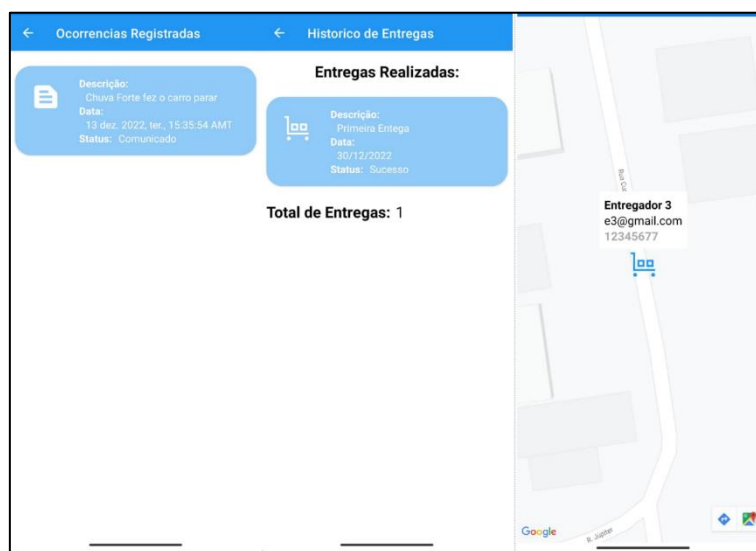 Ocorrencias Registradas
Descrição:
Chuva Forte fez o carro parar
Data:
13 dez. 2022, ter., 15:35:54 AMT
Status: Comunicado
Historico de Entregas
Entregas Realizadas:
Descrição:
Primeira Entega
Data:
30/12/2022
Status: Sucesso
Total de Entregas: 1
Rua
Entregador 3
e3@gmail.com
12345677
Google
R. Júpiter